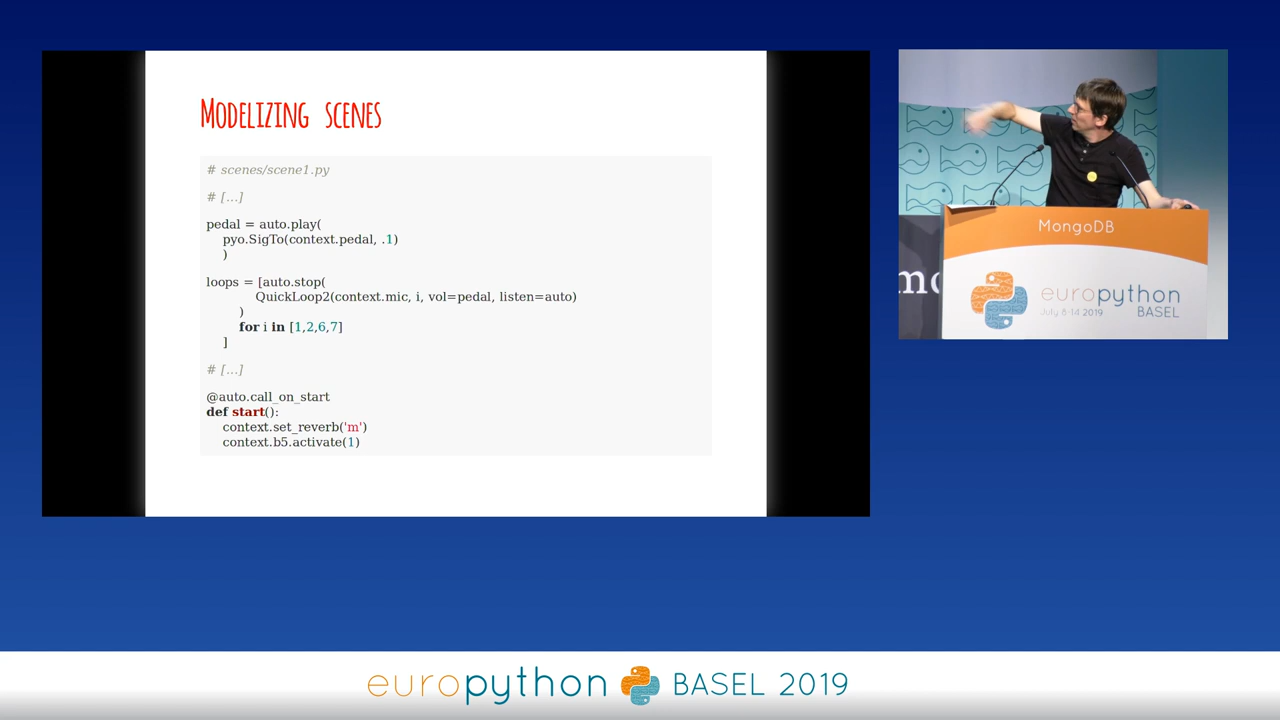 Modelizing scenes
# scenes/scene1.py
# [...]
pedal = auto.play(
pyo.SigTo(context.pedal, .1)
)
loops = [auto.stop(
QuickLoop2(context.mic, i, vol=pedal, listen=auto)
)
for i in [1,2,6,7]
]
# [...]
@auto.call_on_start
def start():
context.set_reverb('m')
context.b5.activate(1)
MongoDB
mo
europython
July 8-14 2019 BASEL
europython BASEL 2019